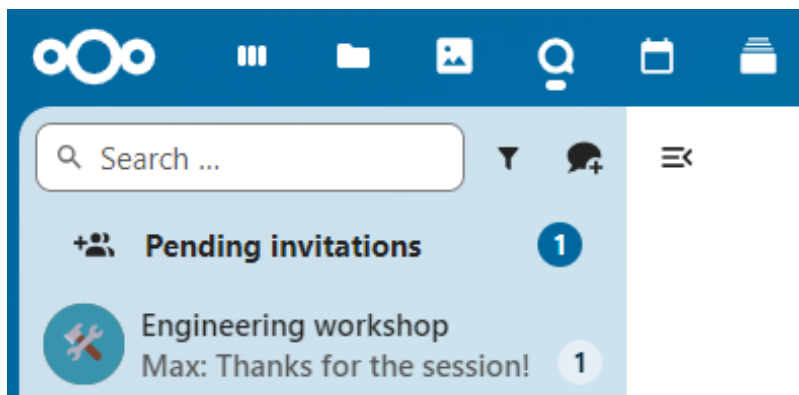 Search ...
Pending invitations 1
Engineering workshop
Max: Thanks for the session! 1